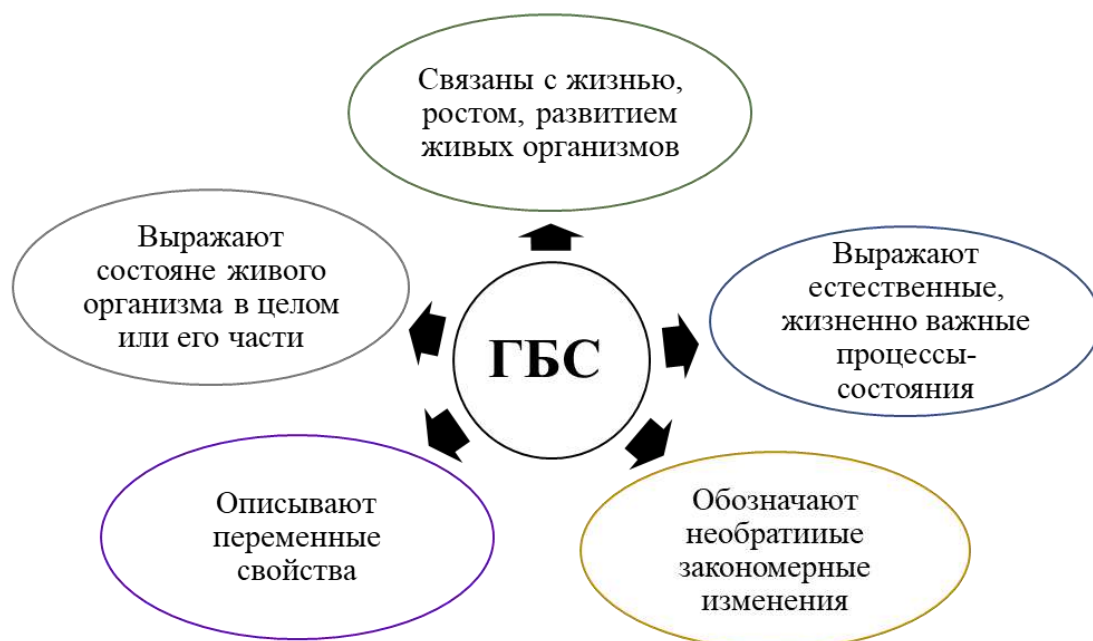 Связаны с жизнью,
ростом, развитием
живых организмов
Выражают
состояне живого
организма в целом
или его части
Выражают
естественные,
жизненно важные
процессы-
состояния
ГБС
Описывают
переменные
свойства
Обозначают
необратииые
закономерные
изменения